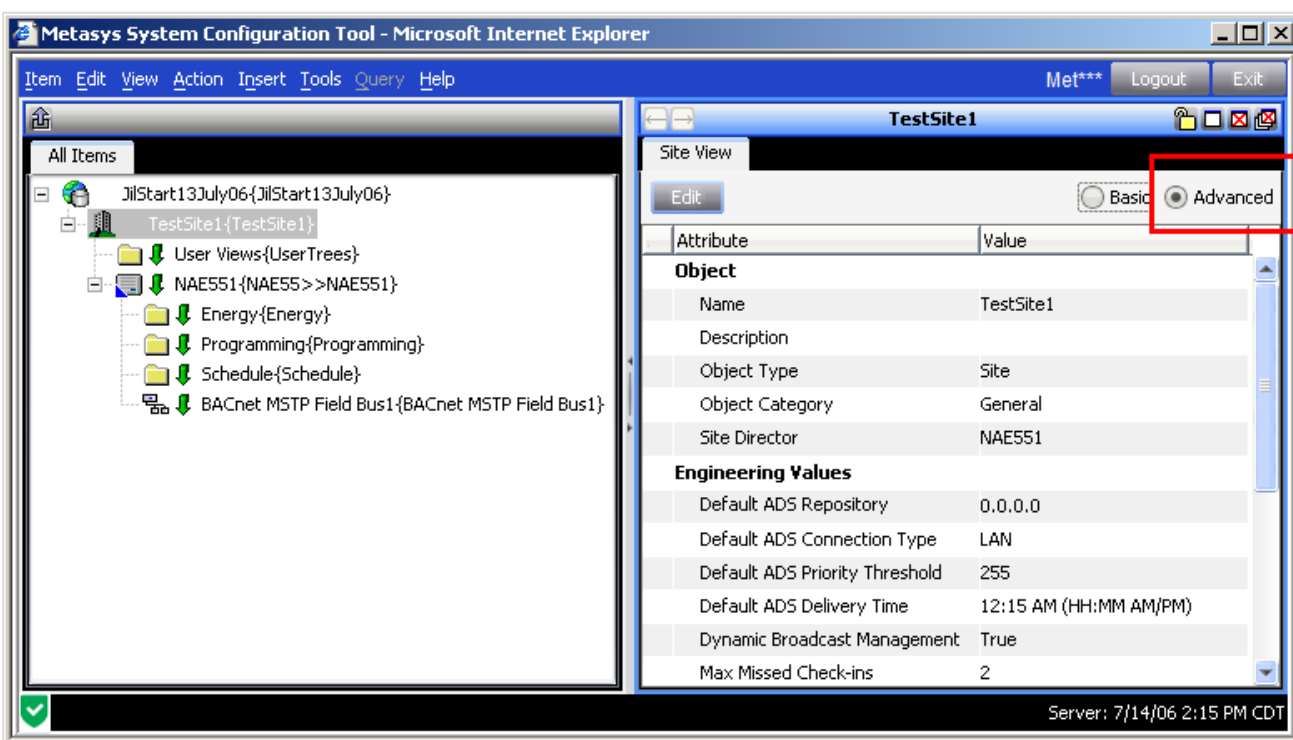 Metasys System Configuration Tool - Microsoft Internet Explorer
Item Edit View Action Insert Tools Query Help
Met*** Logout Exit
All Items
JilStart13July06{JilStart13July06}
TestSite1{TestSite1}
User Views{UserTrees}
NAE551{NAE55>>NAE551}
Energy{Energy}
Programming{Programming}
Schedule{Schedule}
BACnet MSTP Field Bus1{BACnet MSTP Field Bus1}
TestSite1
Site View
Edit Basic Advanced
Attribute Value
Object
Name TestSite1
Description
Object Type Site
Object Category General
Site Director NAE551
Engineering Values
Default ADS Repository 0.0.0.0
Default ADS Connection Type LAN
Default ADS Priority Threshold 255
Default ADS Delivery Time 12:15 AM (HH:MM AM/PM)
Dynamic Broadcast Management True
Max Missed Check-ins 2
Server: 7/14/06 2:15 PM CDT